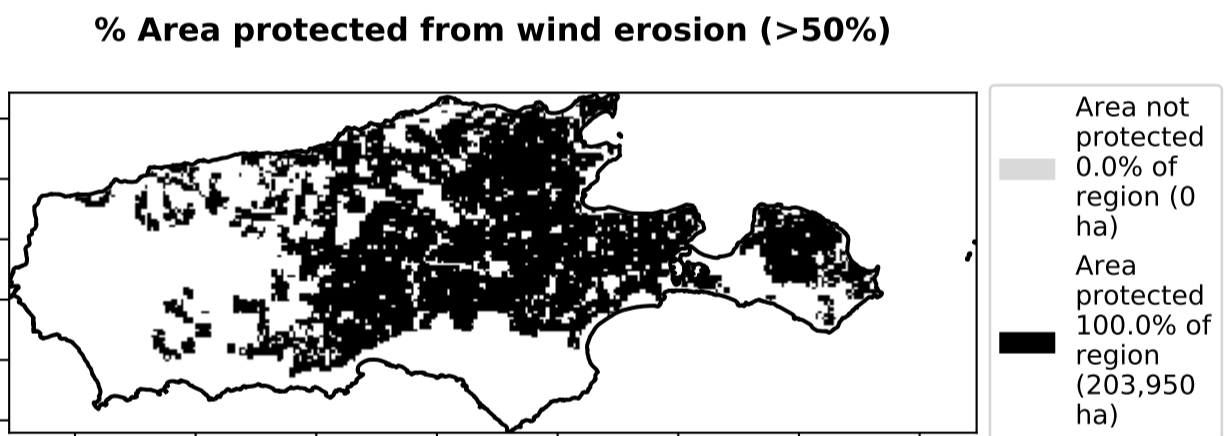 % Area protected from wind erosion (>50%)
Area not
protected
0.0% of
region (0
ha)
Area
protected
100.0% of
region
(203,950
ha)